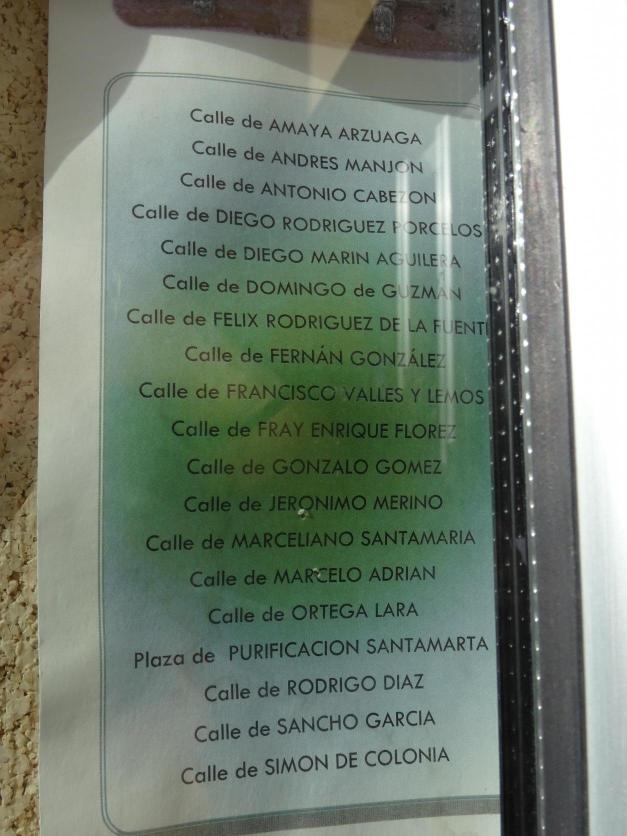 Calle de AMAYA ARZUAGA
Calle de ANDRES MANJON
Calle de ANTONIO CABEZON
Calle de DIEGO RODRIGUEZ PORCELOS
Calle de DIEGO MARIN AGUILERA
Calle de DOMINGO de GUZMÁN
Calle de FELIX RODRIGUEZ DE LA FUENT
Calle de FERNÁN GONZÁLEZ
Calle de FRANCISCO VALLES Y LEMOS
Calle de FRAY ENRIQUE FLOREZ
Calle de GONZALO GOMEZ
Calle de JERONIMO MERINO
Calle de MARCELIANO SANTAMARIA
Calle de MARCELO ADRIAN
Calle de ORTEGA LARA
Plaza de PURIFICACION SANTAMARTA
Calle de RODRIGO DIAZ
Calle de SANCHO GARCIA
Calle de SIMON DE COLONIA